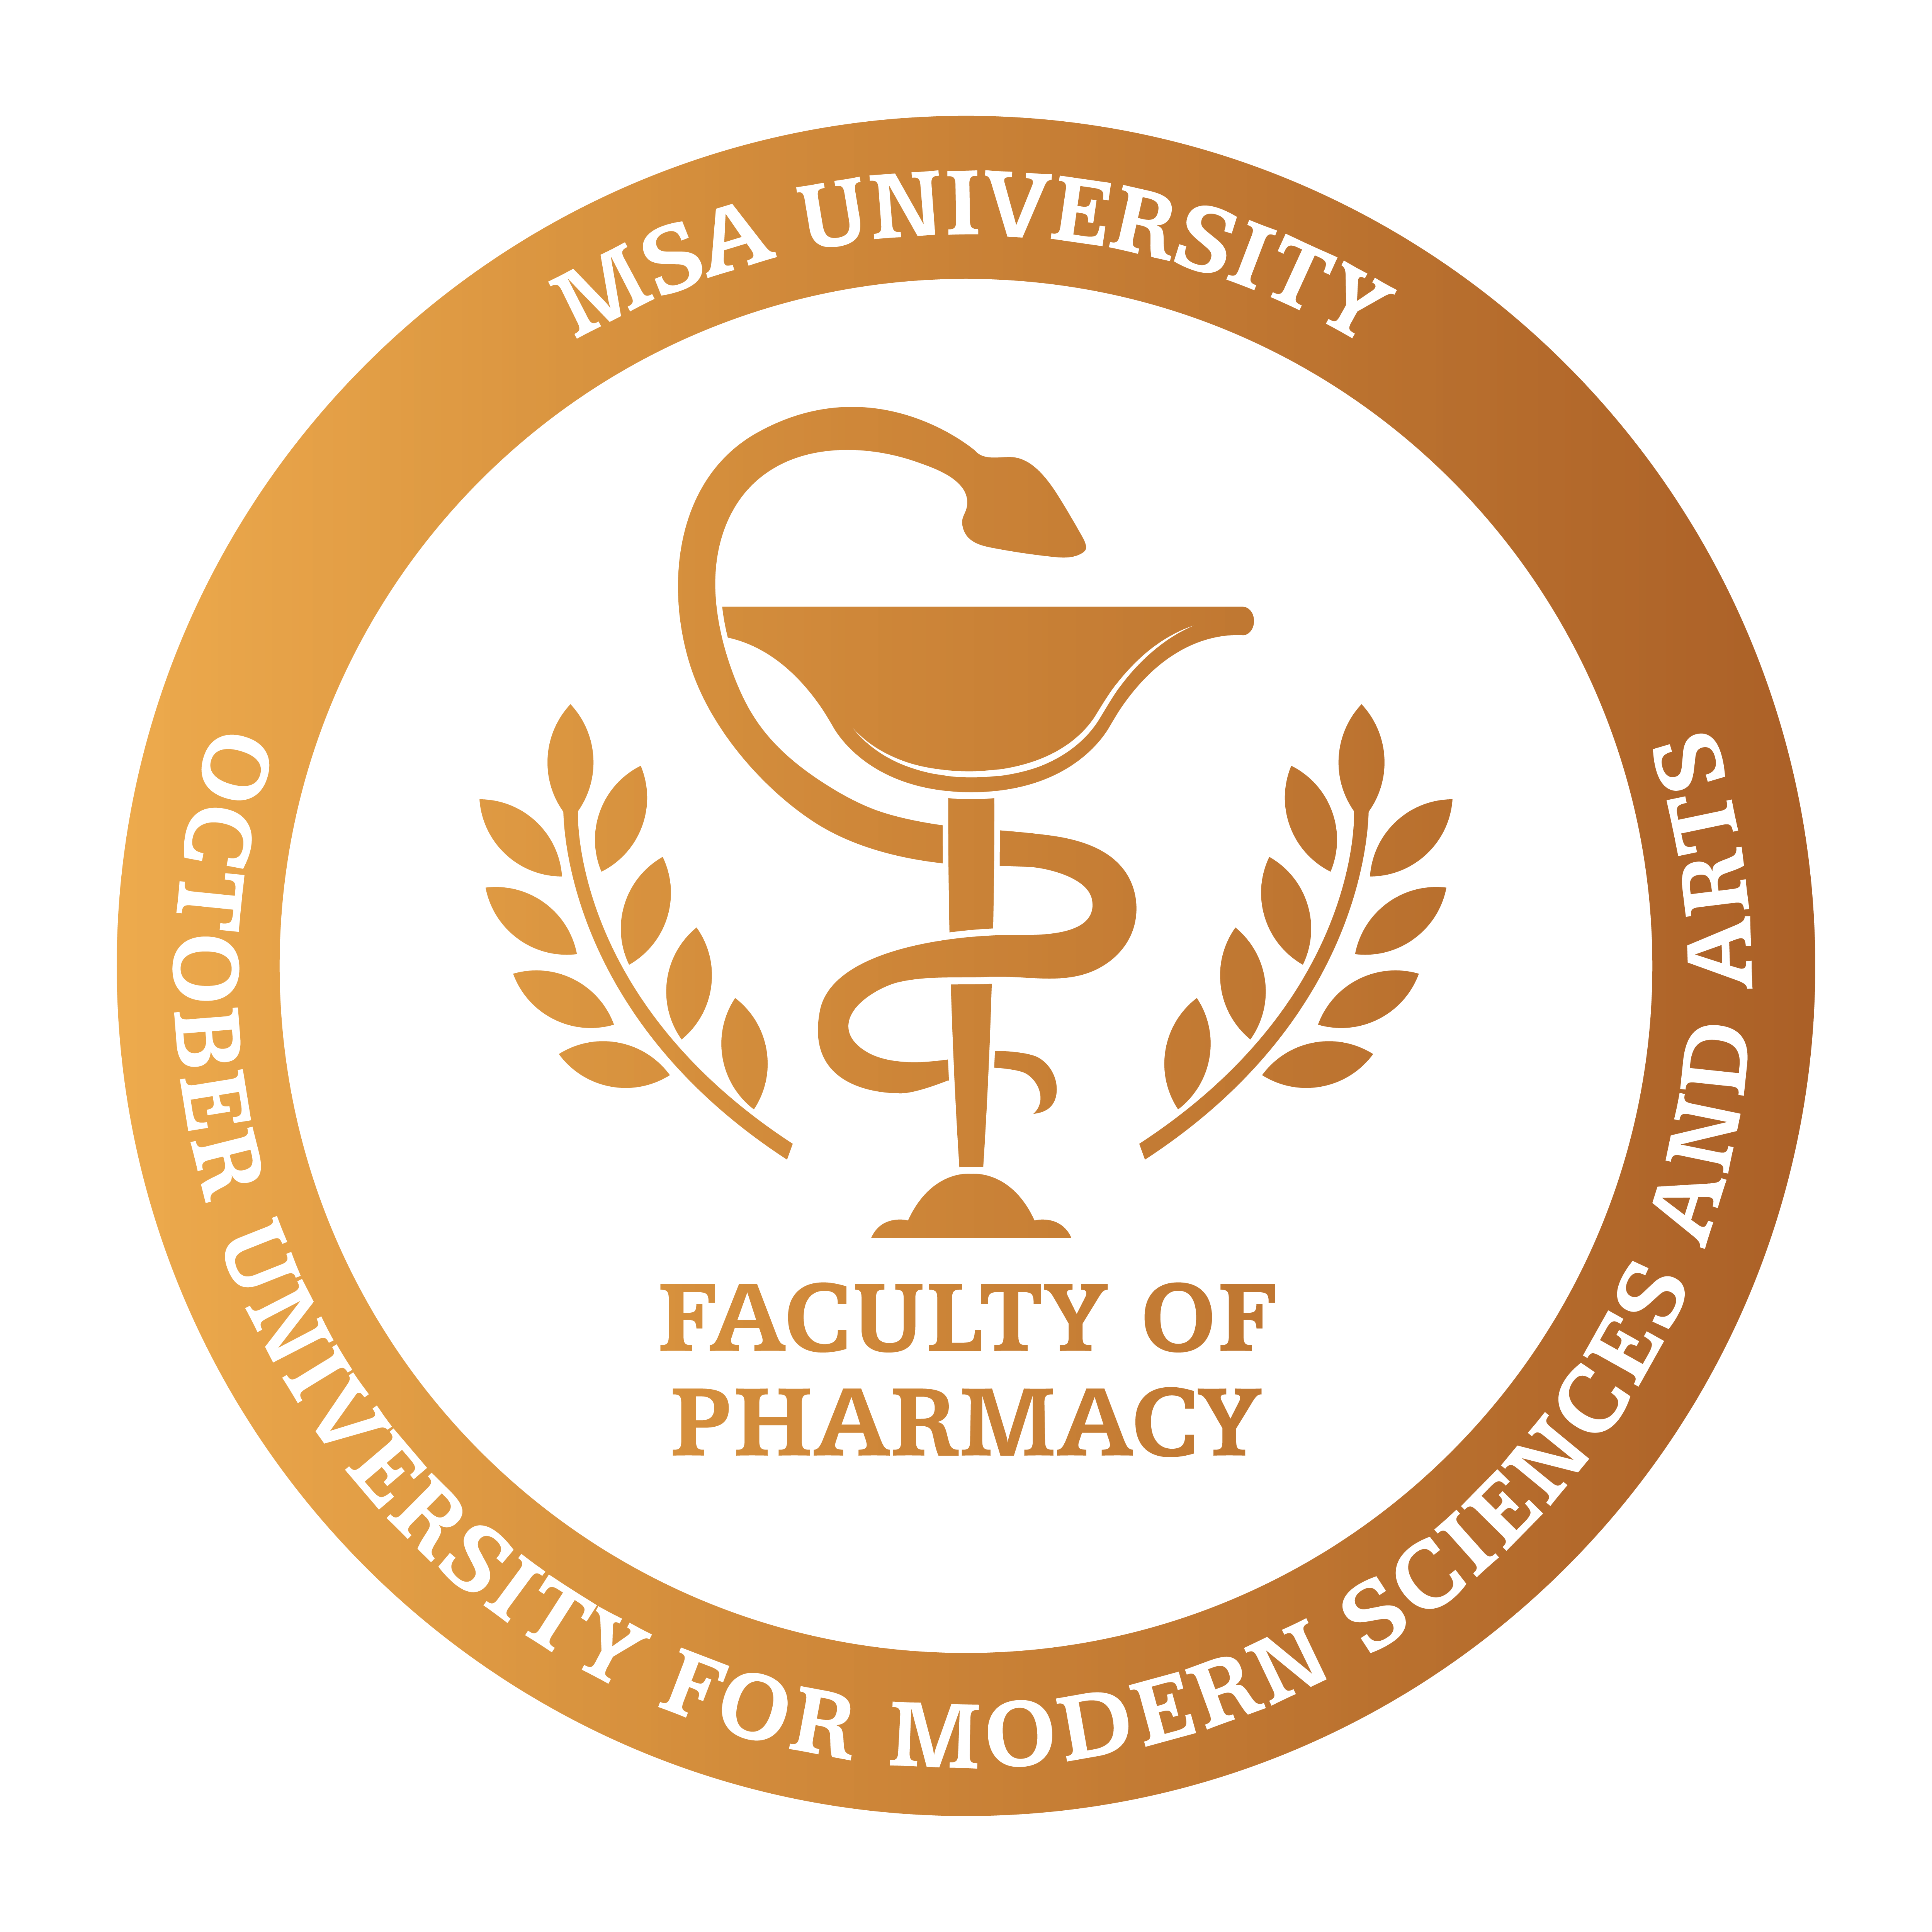 MSA UNIVERSITY
FACULTY OF
PHARMACY
OCTOBER UNIVERSITY FOR MODERN SCIENCES AND ARTS